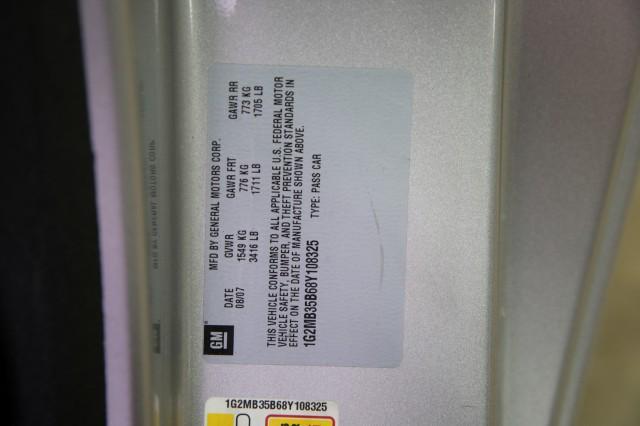 GM
MFD BY GENERAL MOTORS CORP.
DATE GVWR GAWR FRT GAWR RR
08/07 1549 KG 776 KG 773 KG
3416 LB 1711 LB 1705 LB
THIS VEHICLE CONFORMS TO ALL APPLICABLE U.S. FEDERAL MOTOR
VEHICLE SAFETY, BUMPER, AND THEFT PREVENTION STANDARDS IN
EFFECT ON THE DATE OF MANUFACTURE SHOWN ABOVE.
1G2MB35B68Y108325 TYPE: PASS CAR
1G2MB35B68Y108325